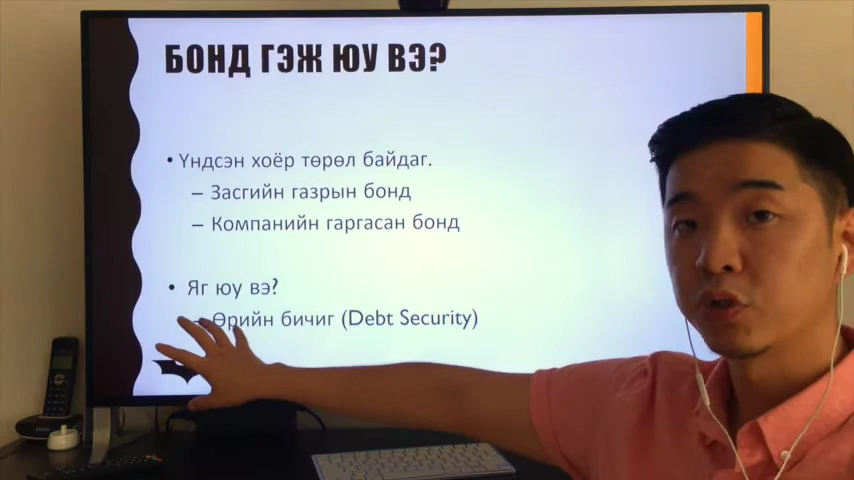 БОНД ГЭЖ ЮУ ВЭ?
• Үндсэн хоёр төрөл байдаг.
– Засгийн газрын бонд
– Компанийн гаргасан бонд
• Яг юу вэ?
– Өрийн бичиг (Debt Security)